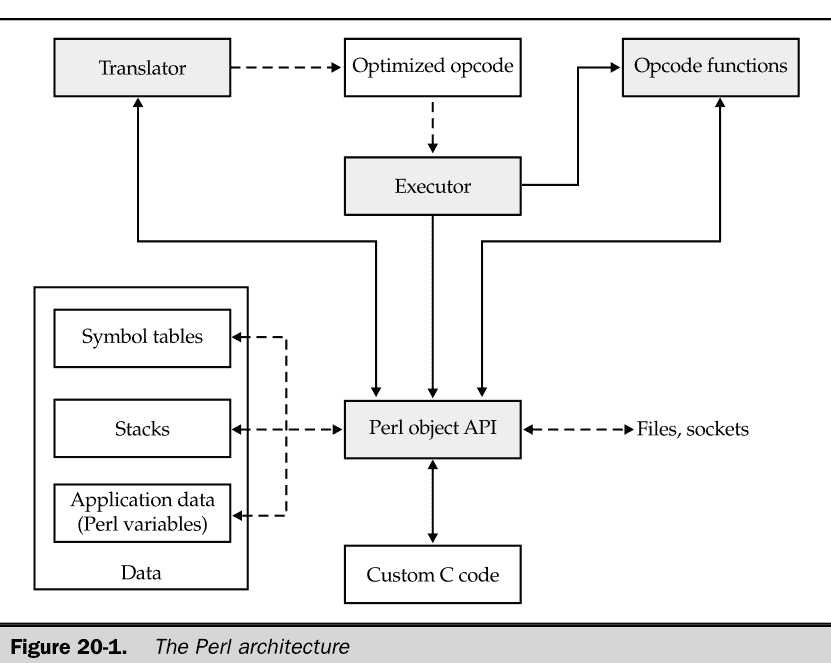 Translator
Optimized opcode
Opcode functions
Executor
Symbol tables
Stacks
Perl object API
Files, sockets
Application data
(Perl variables)
Data
Custom C code
Figure 20-1. The Perl architecture